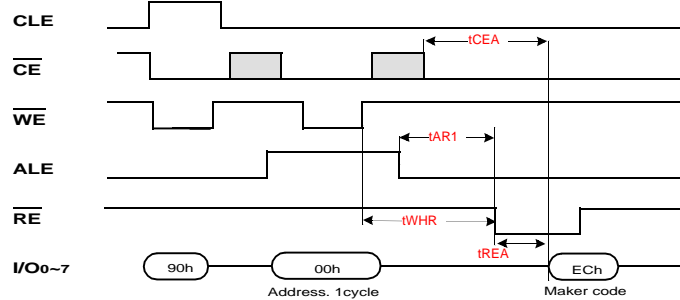 CLE
tCEA
CE
WE
tAR1
ALE
RE
tWHR
tREA
I/O0~7
90h
00h
ECh
Address. 1cycle
Maker code